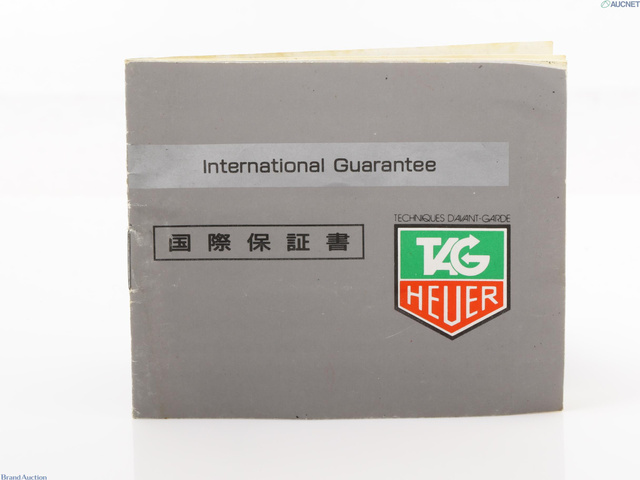 AUCNET
International Guarantee
国際保証書
TECHNIQUES D'AVANT-GARDE
TAG
HEUER
Brand Auction